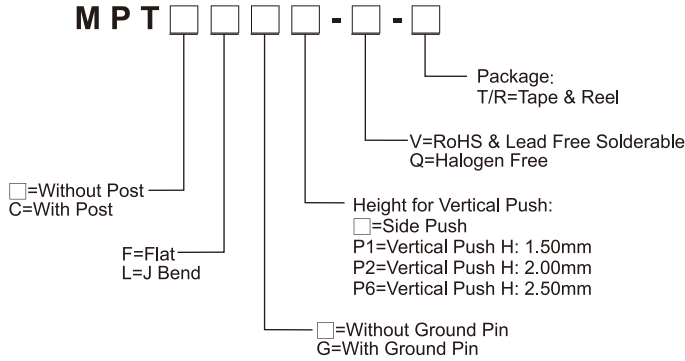 MPT□□□□-□-□
Package:
T/R=Tape & Reel
V=RoHS & Lead Free Solderable
Q=Halogen Free
□=Without Post
C=With Post
Height for Vertical Push:
□=Side Push
P1=Vertical Push H: 1.50mm
P2=Vertical Push H: 2.00mm
P6=Vertical Push H: 2.50mm
F=Flat
L=J Bend
□=Without Ground Pin
G=With Ground Pin